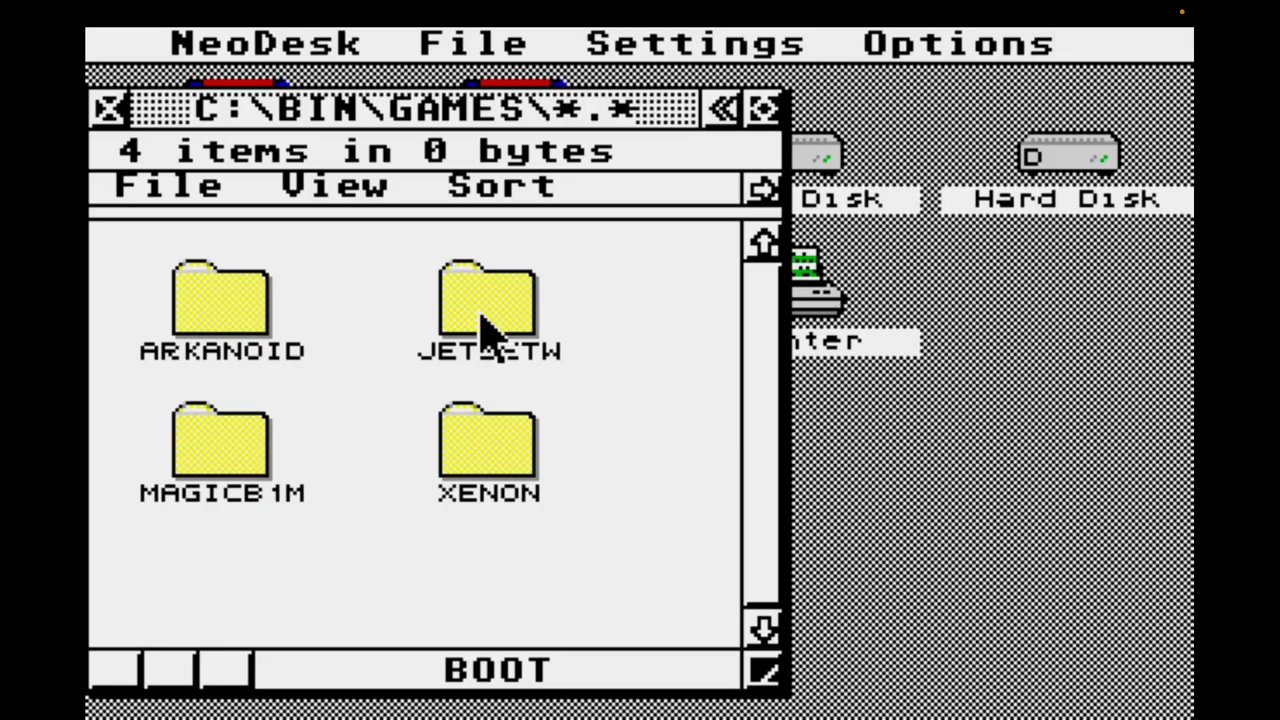 NeoDesk File Settings Options
C:\BIN\GAMES\*.*
4 items in 0 bytes
File View Sort
Disk
D
Hard Disk
ARKANOID
MAGICB1M
XENON
BOOT